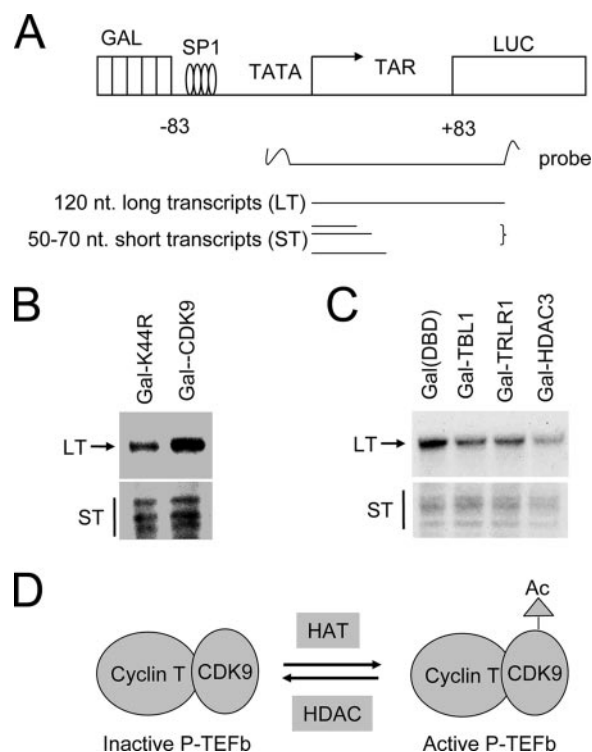 A
GAL
SP1
TATA
TAR
LUC
-83
+83
probe
120 nt. long transcripts (LT)
50-70 nt. short transcripts (ST)
B
Gal-K44R
Gal--CDK9
LT
ST
C
Gal(DBD)
Gal-TBL1
Gal-TRLR1
Gal-HDAC3
LT
ST
D
Cyclin T
CDK9
HAT
HDAC
Ac
Cyclin T
CDK9
Inactive P-TEFb
Active P-TEFb